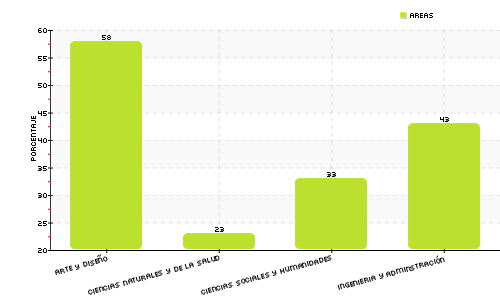 AREAS
60
55
50
45
40
35
30
25
20
PORCENTAJE
58
23
33
43
ARTE Y DISEÑO
CIENCIAS NATURALES Y DE LA SALUD
CIENCIAS SOCIALES Y HUMANIDADES
INGENIERIA Y ADMINSTRACIÓN